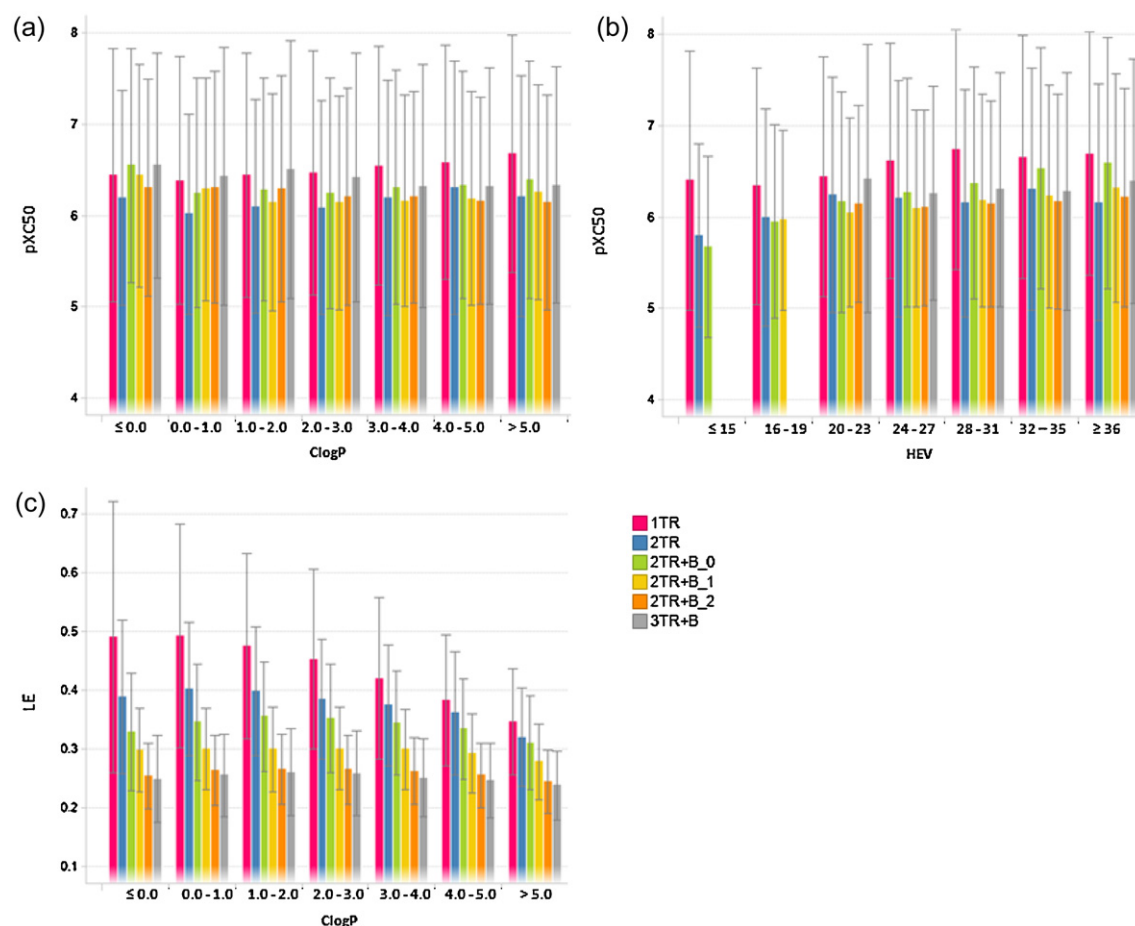 (a)
8
7
6
5
4
pXC50
≤ 0.0 0.0 - 1.0 1.0 - 2.0 2.0 - 3.0 3.0 - 4.0 4.0 - 5.0 > 5.0
ClogP
(b)
8
7
6
5
4
pXC50
≤ 15 16 - 19 20 - 23 24 - 27 28 - 31 32 – 35 ≥ 36
HEV
(c)
0.7
0.6
0.5
0.4
0.3
0.2
0.1
LE
≤ 0.0 0.0 - 1.0 1.0 - 2.0 2.0 - 3.0 3.0 - 4.0 4.0 - 5.0 > 5.0
ClogP
1TR
2TR
2TR+B_0
2TR+B_1
2TR+B_2
3TR+B